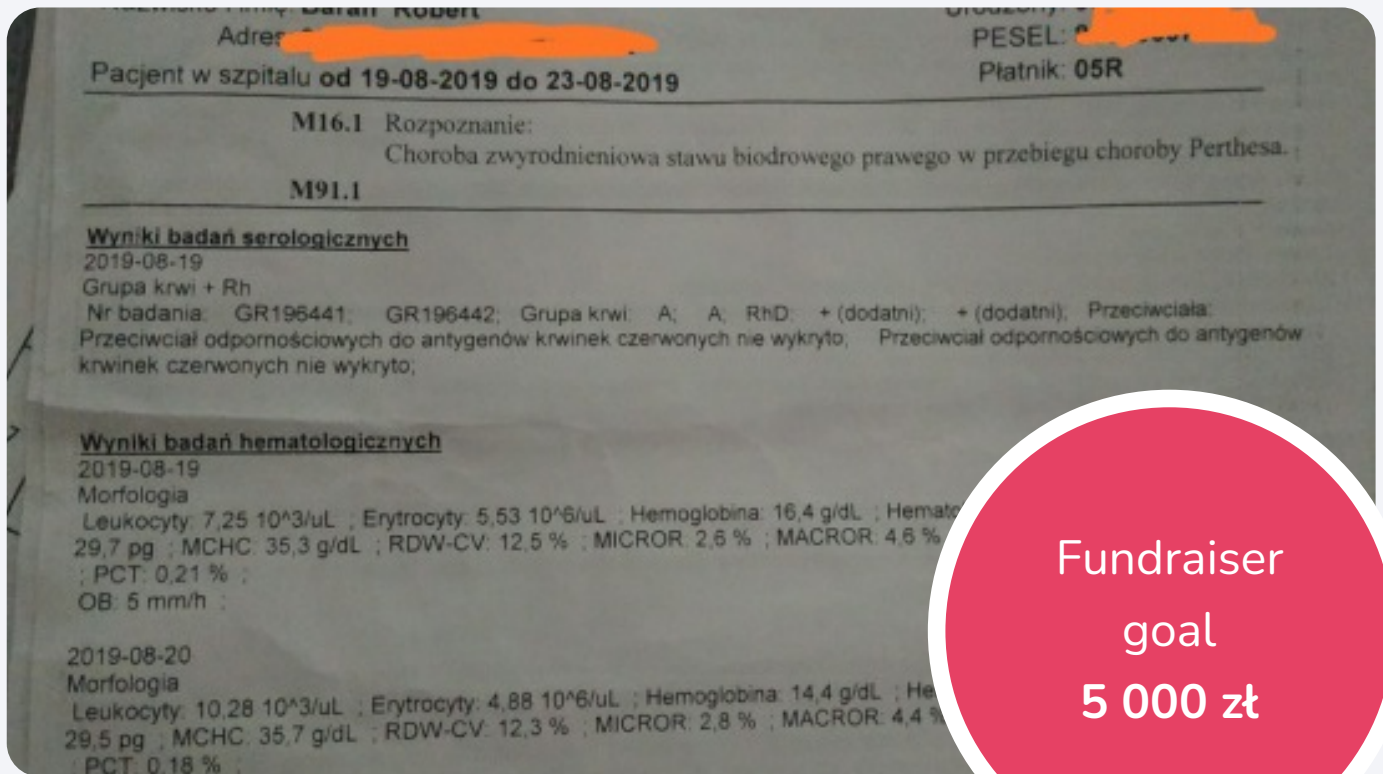 Robert
Adres
PESEL:
Pacjent w szpitalu od 19-08-2019 do 23-08-2019
Płatnik: 05R
M16.1 Rozpoznanie:
Choroba zwyrodnieniowa stawu biodrowego prawego w przebiegu choroby Perthesa.
M91.1
Wyniki badań serologicznych
2019-08-19
Grupa krwi + Rh
Nr badania: GR196441; GR196442; Grupa krwi: A; A; RhD: + (dodatni); + (dodatni); Przeciwciała:
Przeciwciał odpornościowych do antygenów krwinek czerwonych nie wykryto; Przeciwciał odpornościowych do antygenów
krwinek czerwonych nie wykryto;
Wyniki badań hematologicznych
2019-08-19
Morfologia
Leukocyty: 7,25 10^3/uL ; Erytrocyty: 5,53 10^6/uL ; Hemoglobina: 16,4 g/dL ; Hemato
29,7 pg ; MCHC: 35,3 g/dL ; RDW-CV: 12,5 % ; MICROR: 2,6 % ; MACROR: 4,6 %
; PCT: 0,21 % ;
OB: 5 mm/h ;
2019-08-20
Morfologia
Leukocyty: 10,28 10^3/uL ; Erytrocyty: 4,88 10^6/uL ; Hemoglobina: 14,4 g/dL ; He
29,5 pg ; MCHC: 35,7 g/dL ; RDW-CV: 12,3 % ; MICROR: 2,8 % ; MACROR: 4,4 %
; PCT: 0,18 % ;
Fundraiser
goal
5 000 zł